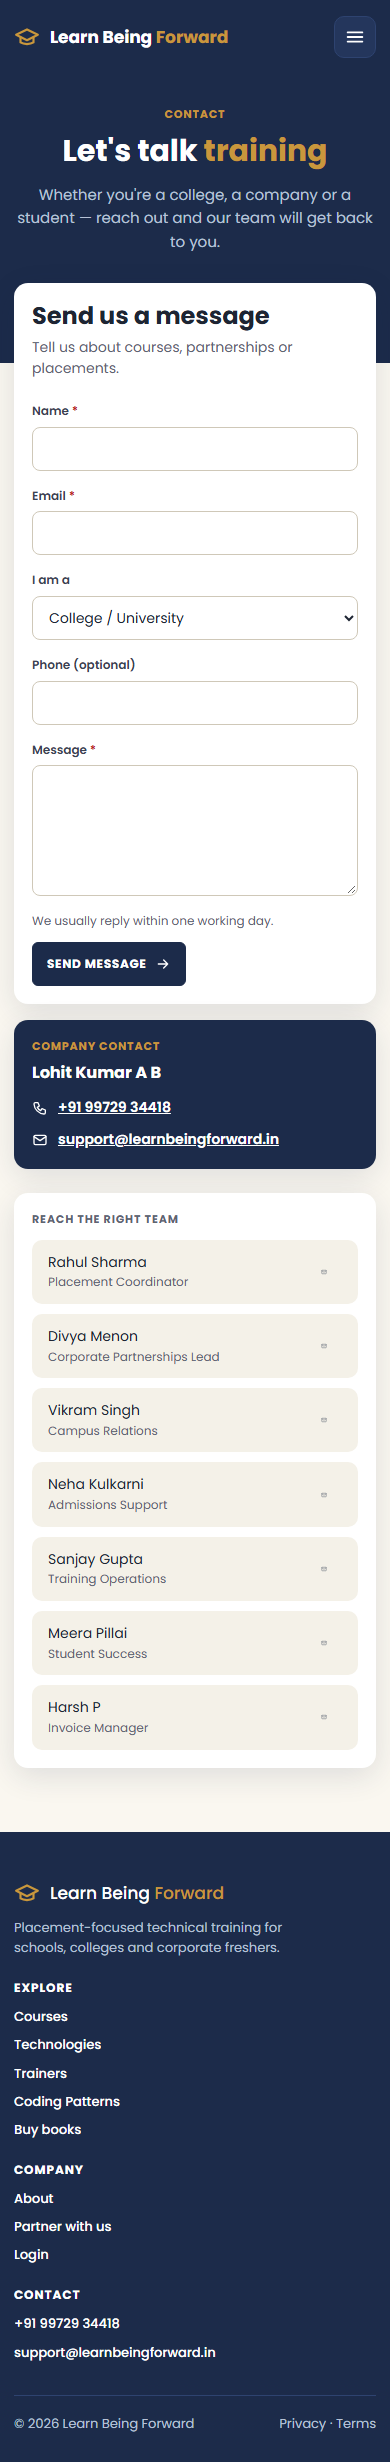 Learn Being Forward
CONTACT
Let's talk training
Whether you're a college, a company or a
student — reach out and our team will get back
to you.
Send us a message
Tell us about courses, partnerships or
placements.
Name *
Email *
I am a
College / University
Phone (optional)
Message *
We usually reply within one working day.
SEND MESSAGE →
COMPANY CONTACT
Lohit Kumar A B
+91 99729 34418
support@learnbeingforward.in
REACH THE RIGHT TEAM
Rahul Sharma
Placement Coordinator
Divya Menon
Corporate Partnerships Lead
Vikram Singh
Campus Relations
Neha Kulkarni
Admissions Support
Sanjay Gupta
Training Operations
Meera Pillai
Student Success
Harsh P
Invoice Manager
Learn Being Forward
Placement-focused technical training for
schools, colleges and corporate freshers.
EXPLORE
Courses
Technologies
Trainers
Coding Patterns
Buy books
COMPANY
About
Partner with us
Login
CONTACT
+91 99729 34418
support@learnbeingforward.in
© 2026 Learn Being Forward
Privacy · Terms